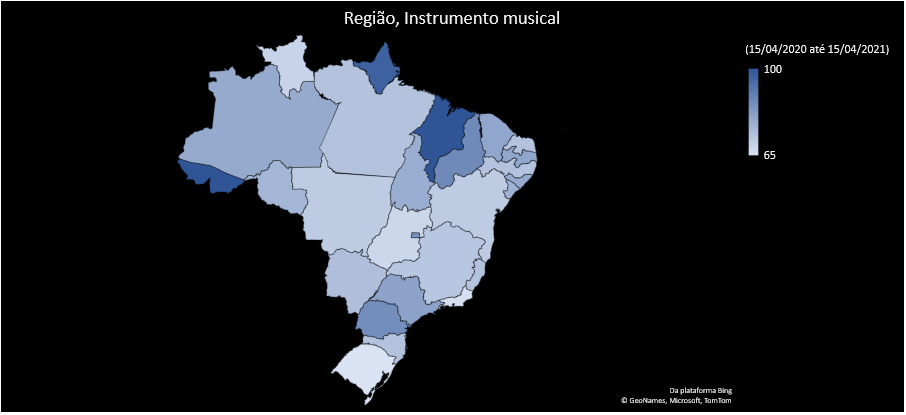 Região, Instrumento musical
(15/04/2020 até 15/04/2021)
100
65
Da plataforma Bing
© GeoNames, Microsoft, TomTom